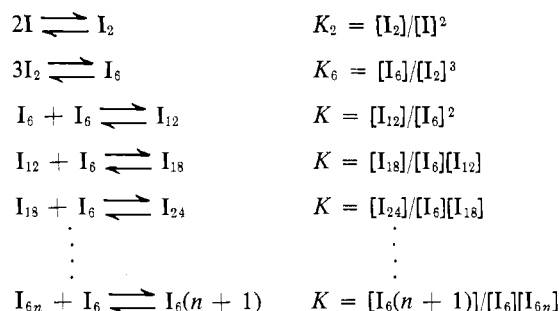 2I ⇌ I₂ K₂ = [I₂]/[I]²
3I₂ ⇌ I₆ K₆ = [I₆]/[I₂]³
I₆ + I₆ ⇌ I₁₂ K = [I₁₂]/[I₆]²
I₁₂ + I₆ ⇌ I₁₈ K = [I₁₈]/[I₆][I₁₂]
I₁₈ + I₆ ⇌ I₂₄ K = [I₂₄]/[I₆][I₁₈]
I₆ₙ + I₆ ⇌ I₆(n + 1) K = [I₆(n + 1)]/[I₆][I₆ₙ]